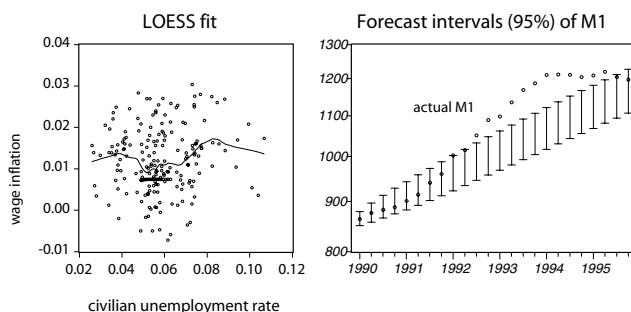 LOESS fit
0.04
0.03
0.02
0.01
0.00
-0.01
0.02 0.04 0.06 0.08 0.10 0.12
wage inflation
civilian unemployment rate
Forecast intervals (95%) of M1
1300
1200
1100
1000
900
800
actual M1
1990 1991 1992 1993 1994 1995